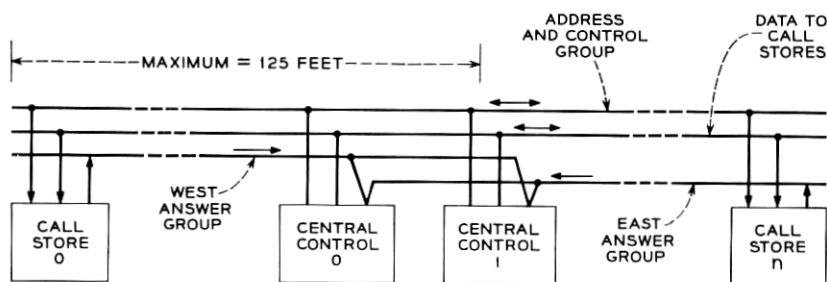 ADDRESS
AND CONTROL
GROUP
DATA TO
CALL
STORES
MAXIMUM = 125 FEET
WEST
ANSWER
GROUP
EAST
ANSWER
GROUP
CALL
STORE
0
CENTRAL
CONTROL
0
CENTRAL
CONTROL
1
CALL
STORE
n